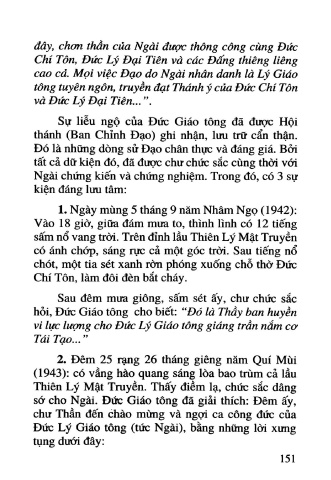 đây, chơn thần của Ngài được thông công cùng Đức
Chí Tôn, Đức Lý Đại Tiên và các Đấng thiêng liêng
cao cả. Mọi việc Đạo do Ngài nhân danh là Lý Giáo
tông tuyên ngôn, truyền đạt Thánh ý của Đức Chí Tôn
và Đức Lý Đại Tiên...”.
Sự liễu ngộ của Đức Giáo tông đã được Hội
thánh (Ban Chỉnh Đạo) ghi nhận, lưu trữ cẩn thận.
Đó là những dòng sử Đạo chân thực và đáng giá. Bởi
tất cả dữ kiện đó, đã được chư chức sắc cùng thời với
Ngài chứng kiến và chứng nghiệm. Trong đó, có 3 sự
kiện đáng lưu tâm:
1. Ngày mùng 5 tháng 9 năm Nhâm Ngọ (1942):
Vào 18 giờ, giữa đám mưa to, thình lình có 12 tiếng
sấm nổ vang trời. Trên đỉnh lầu Thiên Lý Mật Truyền
có ánh chớp, sáng rực cả một góc trời. Sau tiếng nổ
chót, một tia sét xanh rờn phóng xuống chỗ thờ Đức
Chí Tôn, làm đôi đèn bắt cháy.
Sau đêm mưa giông, sấm sét ấy, chư chức sắc
hỏi, Đức Giáo tông cho biết: “Đó là Thầy ban huyền
vi lực lượng cho Đức Lý Giáo tông giáng trần nắm cơ
Tái Tạo...”
2. Đêm 25 rạng 26 tháng giêng năm Quí Mùi
(1943): có vầng hào quang sáng lòa bao trùm cả lầu
Thiên Lý Mật Truyền. Thấy điềm lạ, chức sắc dâng
sớ cho Ngài. Đức Giáo tông đã giải thích: Đêm ấy,
chư Thần đến chào mừng và ngợi ca công đức của
Đức Lý Giáo tông (tức Ngài), bằng những lời xưng
tụng dưới đây:
151